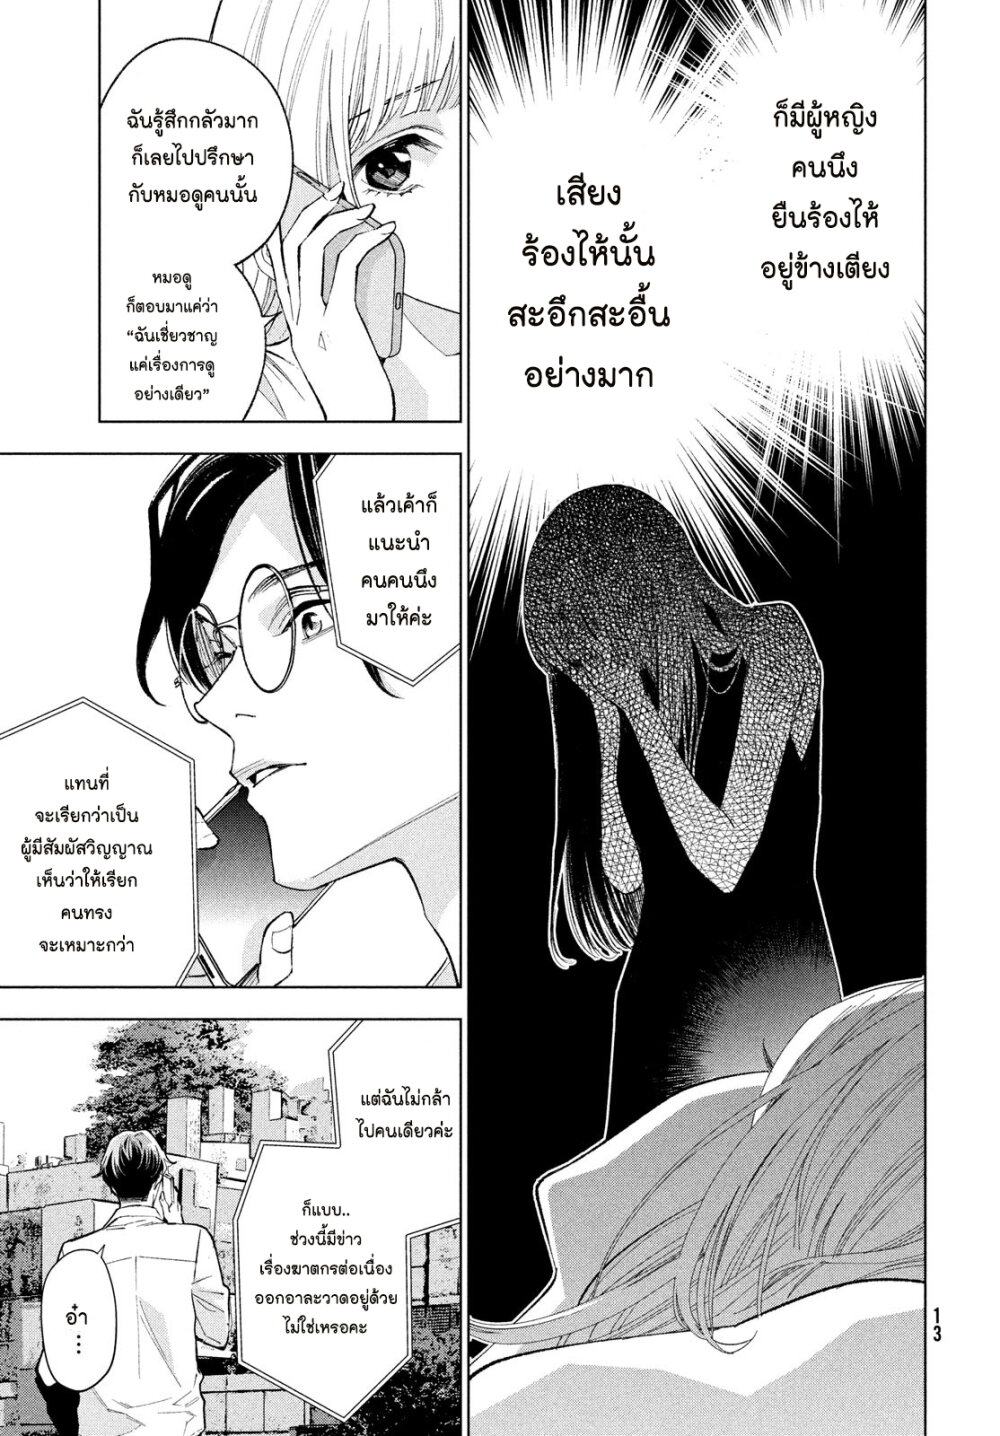 ก็มีผู้หญิง
คนนึง
ยืนร้องไห้
อยู่ข้างเตียง
เสียง
ร้องไห้นั้น
สะอึกสะอื้น
อย่างมาก
ฉันรู้สึกกลัวมาก
ก็เลยไปปรึกษา
กับหมอดูคนนั้น
หมอดู
ก็ตอบมาแค่ว่า
“ฉันเชี่ยวชาญ
แค่เรื่องการดู
อย่างเดียว”
แล้วเค้าก็
แนะนำ
คนคนนึง
มาให้ค่ะ
แทนที่
จะเรียกว่าเป็น
ผู้มีสัมผัสวิญญาณ
เห็นว่าให้เรียก
คนทรง
จะเหมาะกว่า
แต่ฉันไม่กล้า
ไปคนเดียวค่ะ
ก็แบบ..
ช่วงนี้มีข่าว
เรื่องฆาตกรต่อเนื่อง
ออกอาละวาดอยู่ด้วย
ไม่ใช่เหรอคะ
อ๋า
...
13